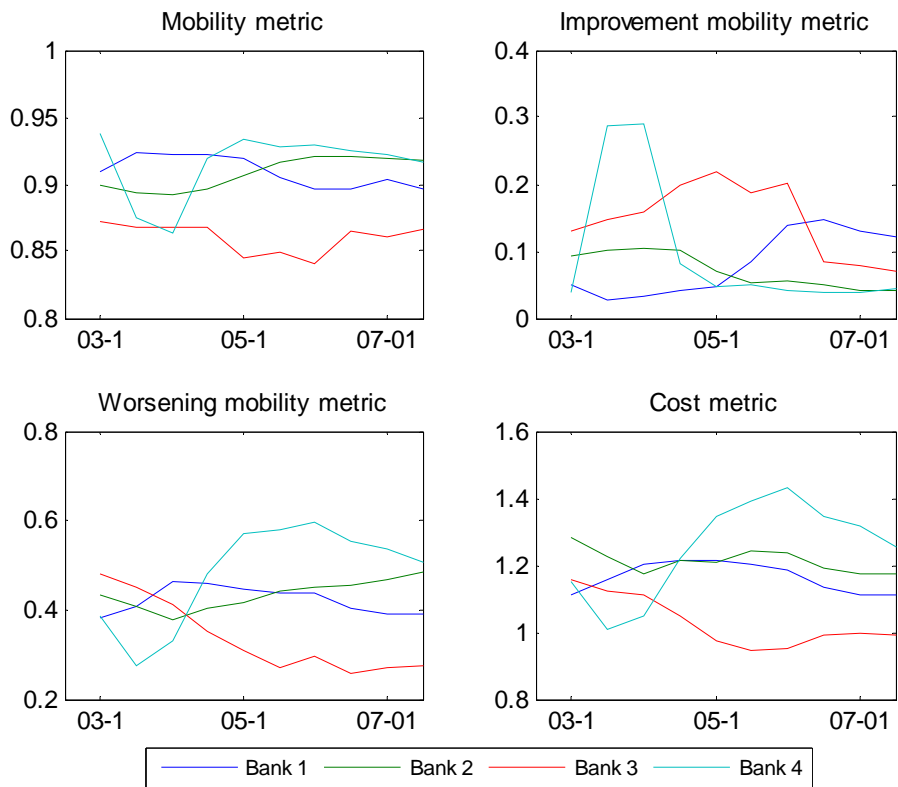 Mobility metric
1
0.95
0.9
0.85
0.8
03-1 05-1 07-01
Improvement mobility metric
0.4
0.3
0.2
0.1
0
03-1 05-1 07-01
Worsening mobility metric
0.8
0.6
0.4
0.2
03-1 05-1 07-01
Cost metric
1.6
1.4
1.2
1
0.8
03-1 05-1 07-01
Bank 1 Bank 2 Bank 3 Bank 4